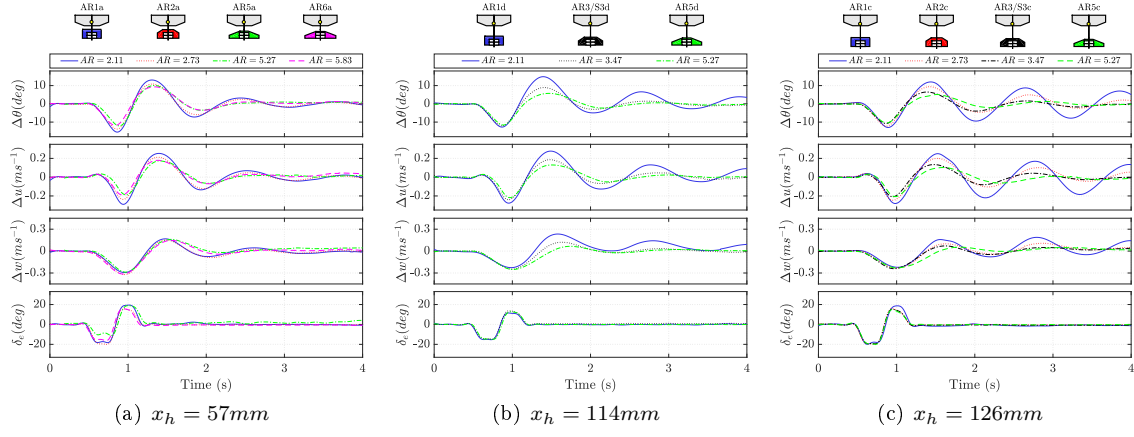 AR1a AR2a AR5a AR6a
AR = 2.11 AR = 2.73 AR = 5.27 AR = 5.83
Δθ(deg)
10
0
-10
Δu(ms⁻¹)
0.2
0
-0.2
Δw(ms⁻¹)
0.3
0
-0.3
δₑ(deg)
20
0
-20
0 1 2 3 4
Time (s)
(a) xₕ = 57mm
AR1d AR3/S3d AR5d
AR = 2.11 AR = 3.47 AR = 5.27
Δθ(deg)
10
0
-10
Δu(ms⁻¹)
0.2
0
-0.2
Δw(ms⁻¹)
0.3
0
-0.3
δₑ(deg)
20
0
-20
0 1 2 3 4
Time (s)
(b) xₕ = 114mm
AR1c AR2c AR3/S3c AR5c
AR = 2.11 AR = 2.73 AR = 3.47 AR = 5.27
Δθ(deg)
10
0
-10
Δu(ms⁻¹)
0.2
0
-0.2
Δw(ms⁻¹)
0.3
0
-0.3
δₑ(deg)
20
0
-20
0 1 2 3 4
Time (s)
(c) xₕ = 126mm